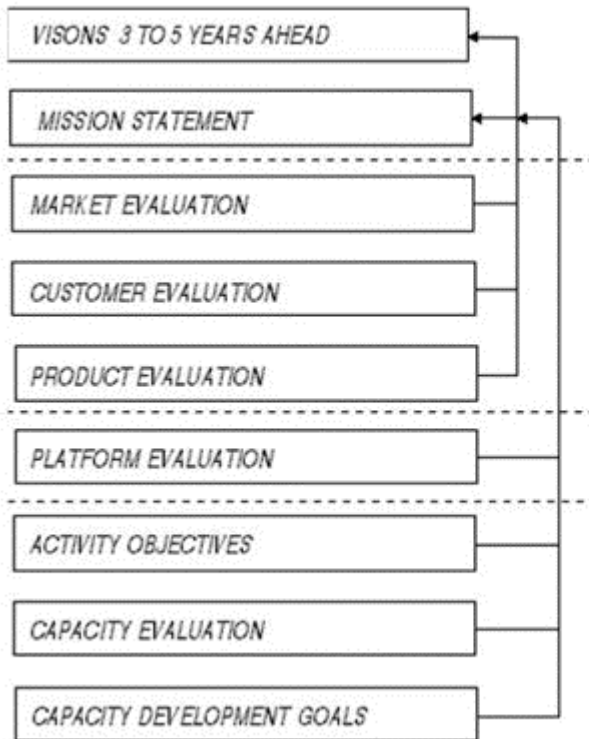 VISONS 3 TO 5 YEARS AHEAD
MISSION STATEMENT
MARKET EVALUATION
CUSTOMER EVALUATION
PRODUCT EVALUATION
PLATFORM EVALUATION
ACTIVITY OBJECTIVES
CAPACITY EVALUATION
CAPACITY DEVELOPMENT GOALS